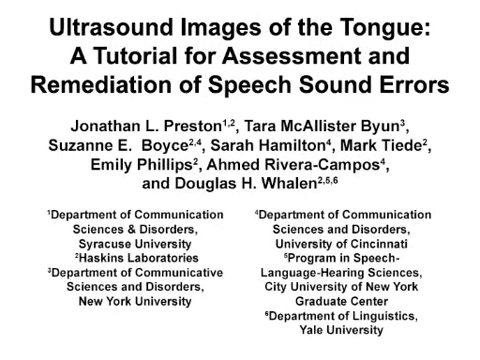 Ultrasound Images of the Tongue:
A Tutorial for Assessment and
Remediation of Speech Sound Errors
Jonathan L. Preston1,2, Tara McAllister Byun3,
Suzanne E. Boyce2,4, Sarah Hamilton4, Mark Tiede2,
Emily Phillips2, Ahmed Rivera-Campos4,
and Douglas H. Whalen2,5,6
1Department of Communication
Sciences & Disorders,
Syracuse University
2Haskins Laboratories
3Department of Communicative
Sciences and Disorders,
New York University
4Department of Communication
Sciences and Disorders,
University of Cincinnati
5Program in Speech-
Language-Hearing Sciences,
City University of New York
Graduate Center
6Department of Linguistics,
Yale University